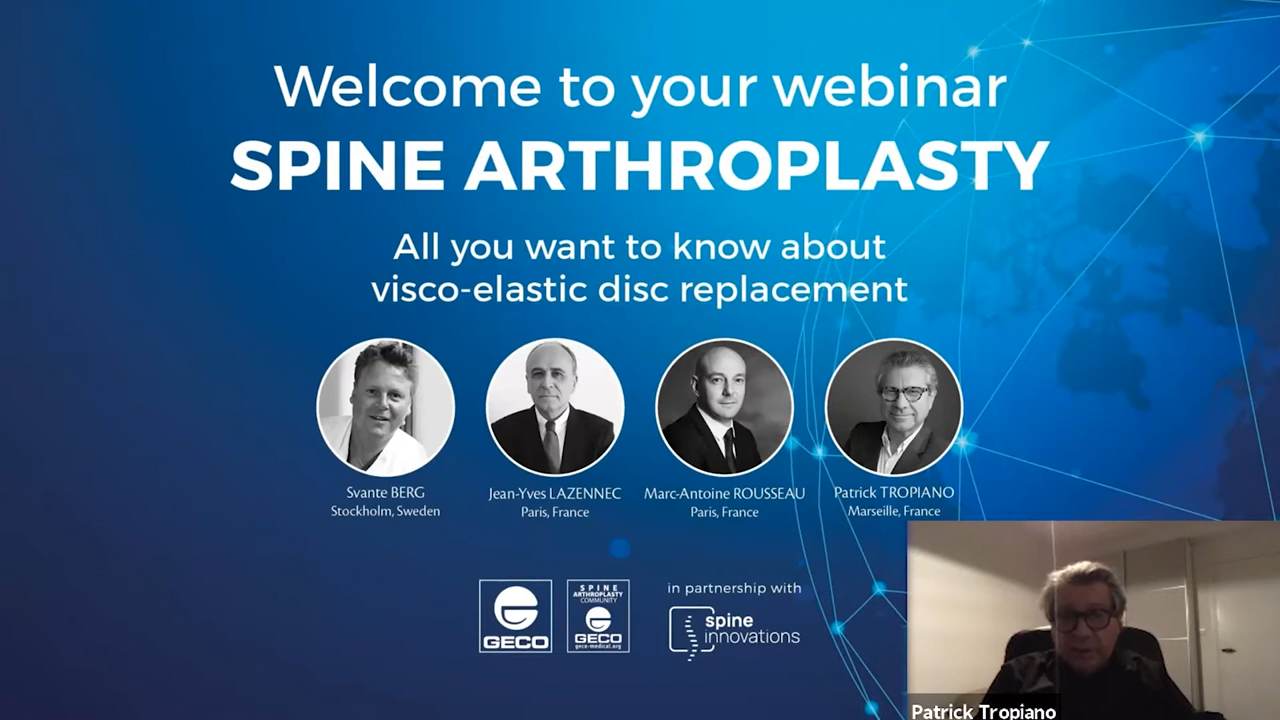 Welcome to your webinar
SPINE ARTHROPLASTY
All you want to know about
visco-elastic disc replacement
Svante BERG
Stockholm, Sweden
Jean-Yves LAZENNEC
Paris, France
Marc-Antoine ROUSSEAU
Paris, France
Patrick TROPIANO
Marseille, France
GECO
SPINE
ARTHROPLASTY
COMMUNITY
GECO
geco-medical.org
in partnership with
spine
innovations
Patrick Tropiano